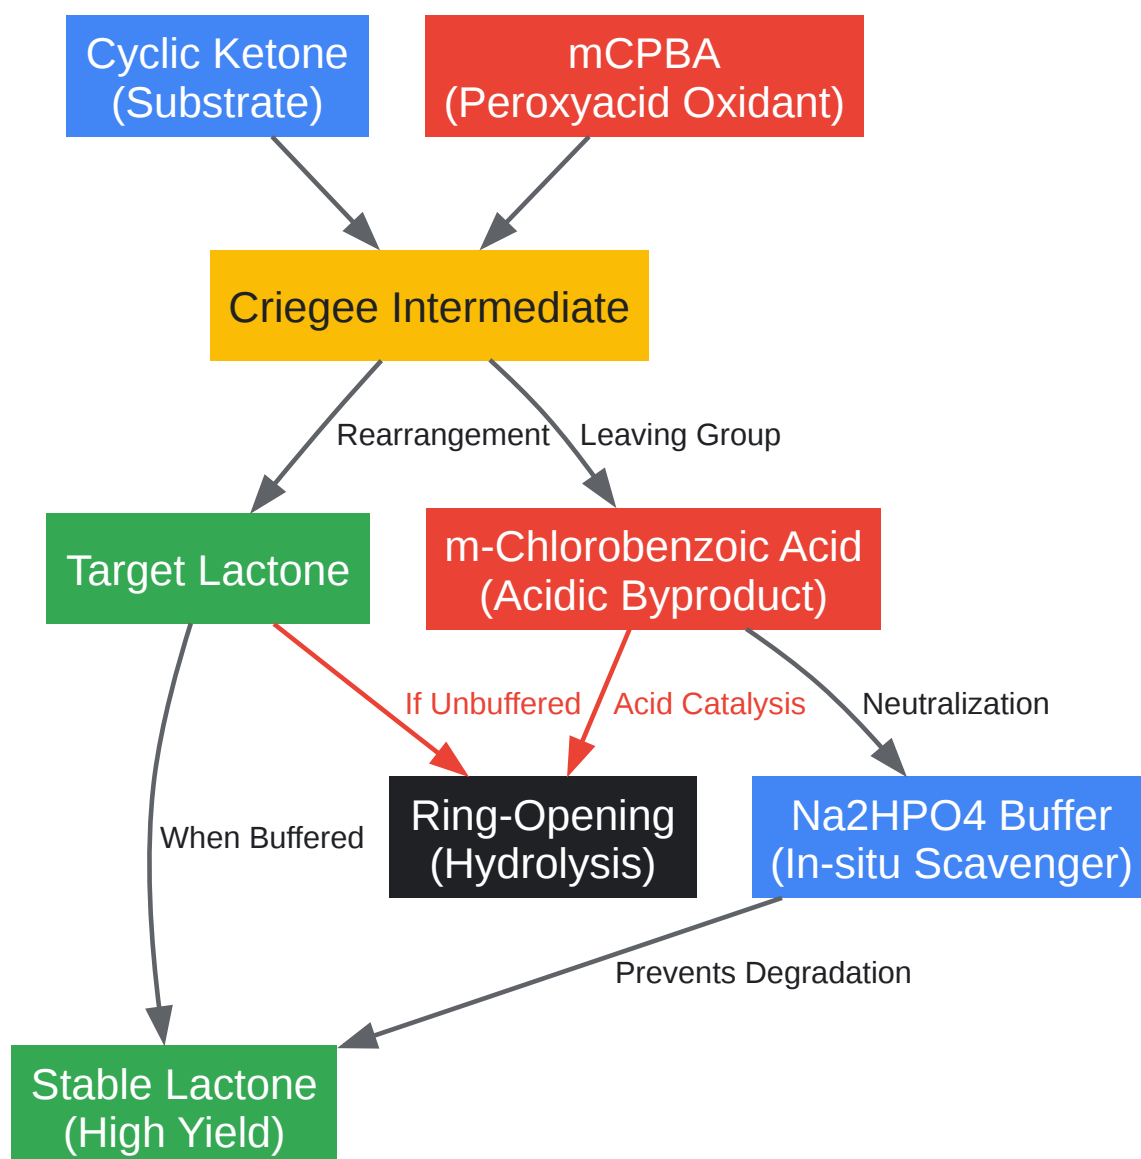 Cyclic Ketone
(Substrate)
mCPBA
(Peroxyacid Oxidant)
Criegee Intermediate
Rearrangement
Leaving Group
Target Lactone
m-Chlorobenzoic Acid
(Acidic Byproduct)
If Unbuffered
Acid Catalysis
Neutralization
Ring-Opening
(Hydrolysis)
Na2HPO4 Buffer
(In-situ Scavenger)
When Buffered
Prevents Degradation
Stable Lactone
(High Yield)